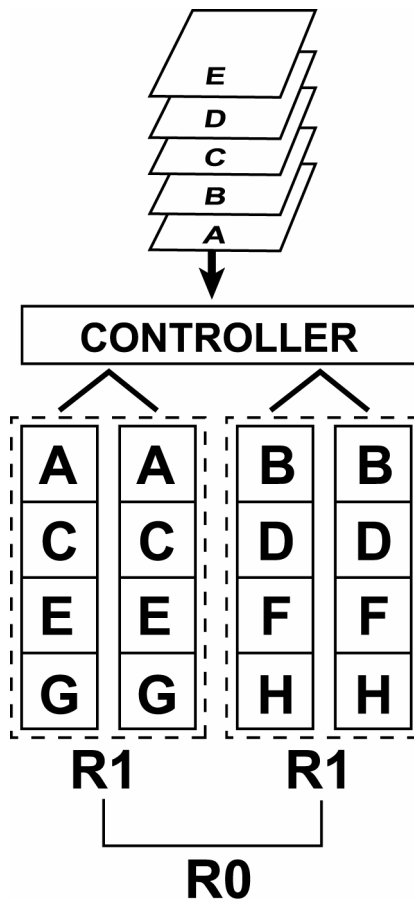 E
D
C
B
A
CONTROLLER
A A B B
C C D D
E E F F
G G H H
R1 R1
R0